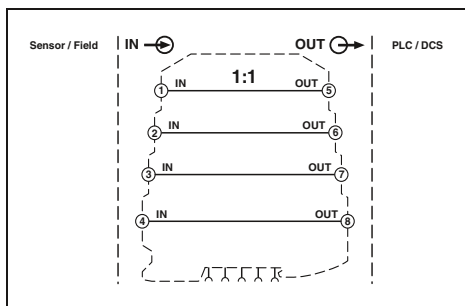 Sensor / Field IN OUT PLC / DCS
1:1
1 IN OUT 5
2 IN OUT 6
3 IN OUT 7
4 IN OUT 8